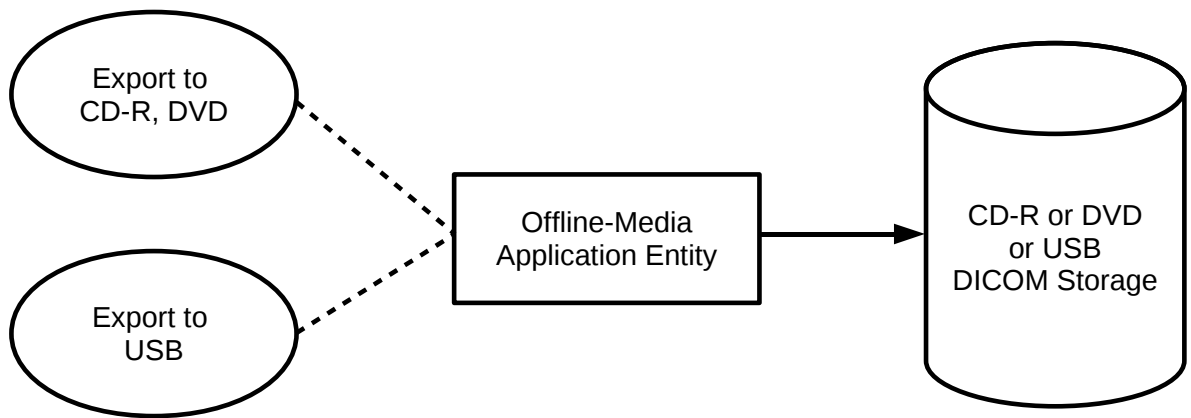 Export to
CD-R, DVD
Offline-Media
Application Entity
CD-R or DVD
or USB
DICOM Storage
Export to
USB